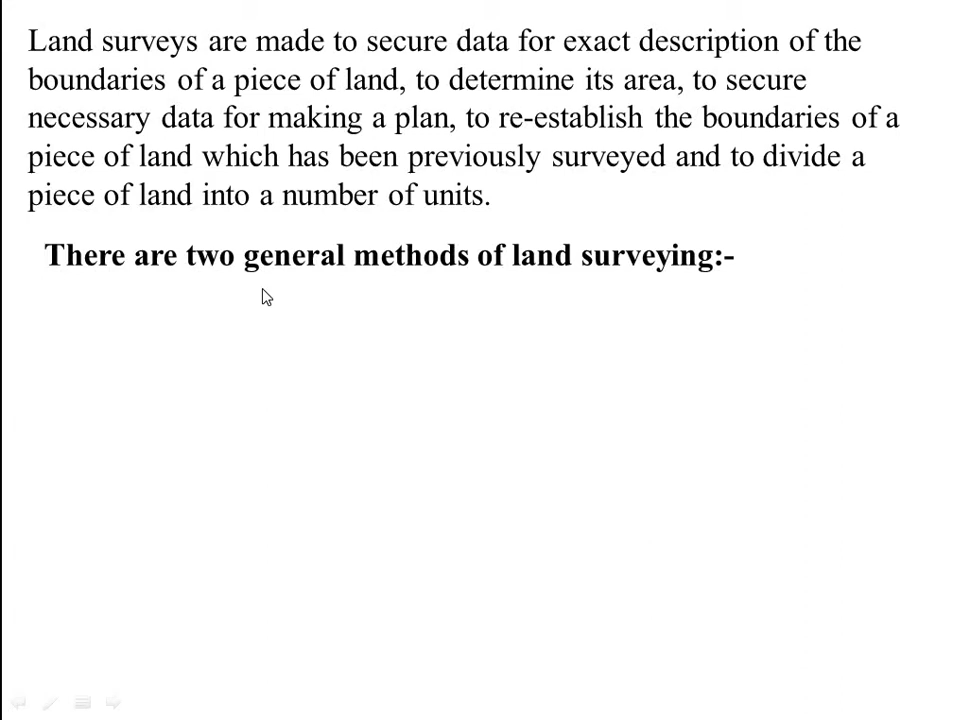 Land surveys are made to secure data for exact description of the
boundaries of a piece of land, to determine its area, to secure
necessary data for making a plan, to re-establish the boundaries of a
piece of land which has been previously surveyed and to divide a
piece of land into a number of units.
There are two general methods of land surveying:-